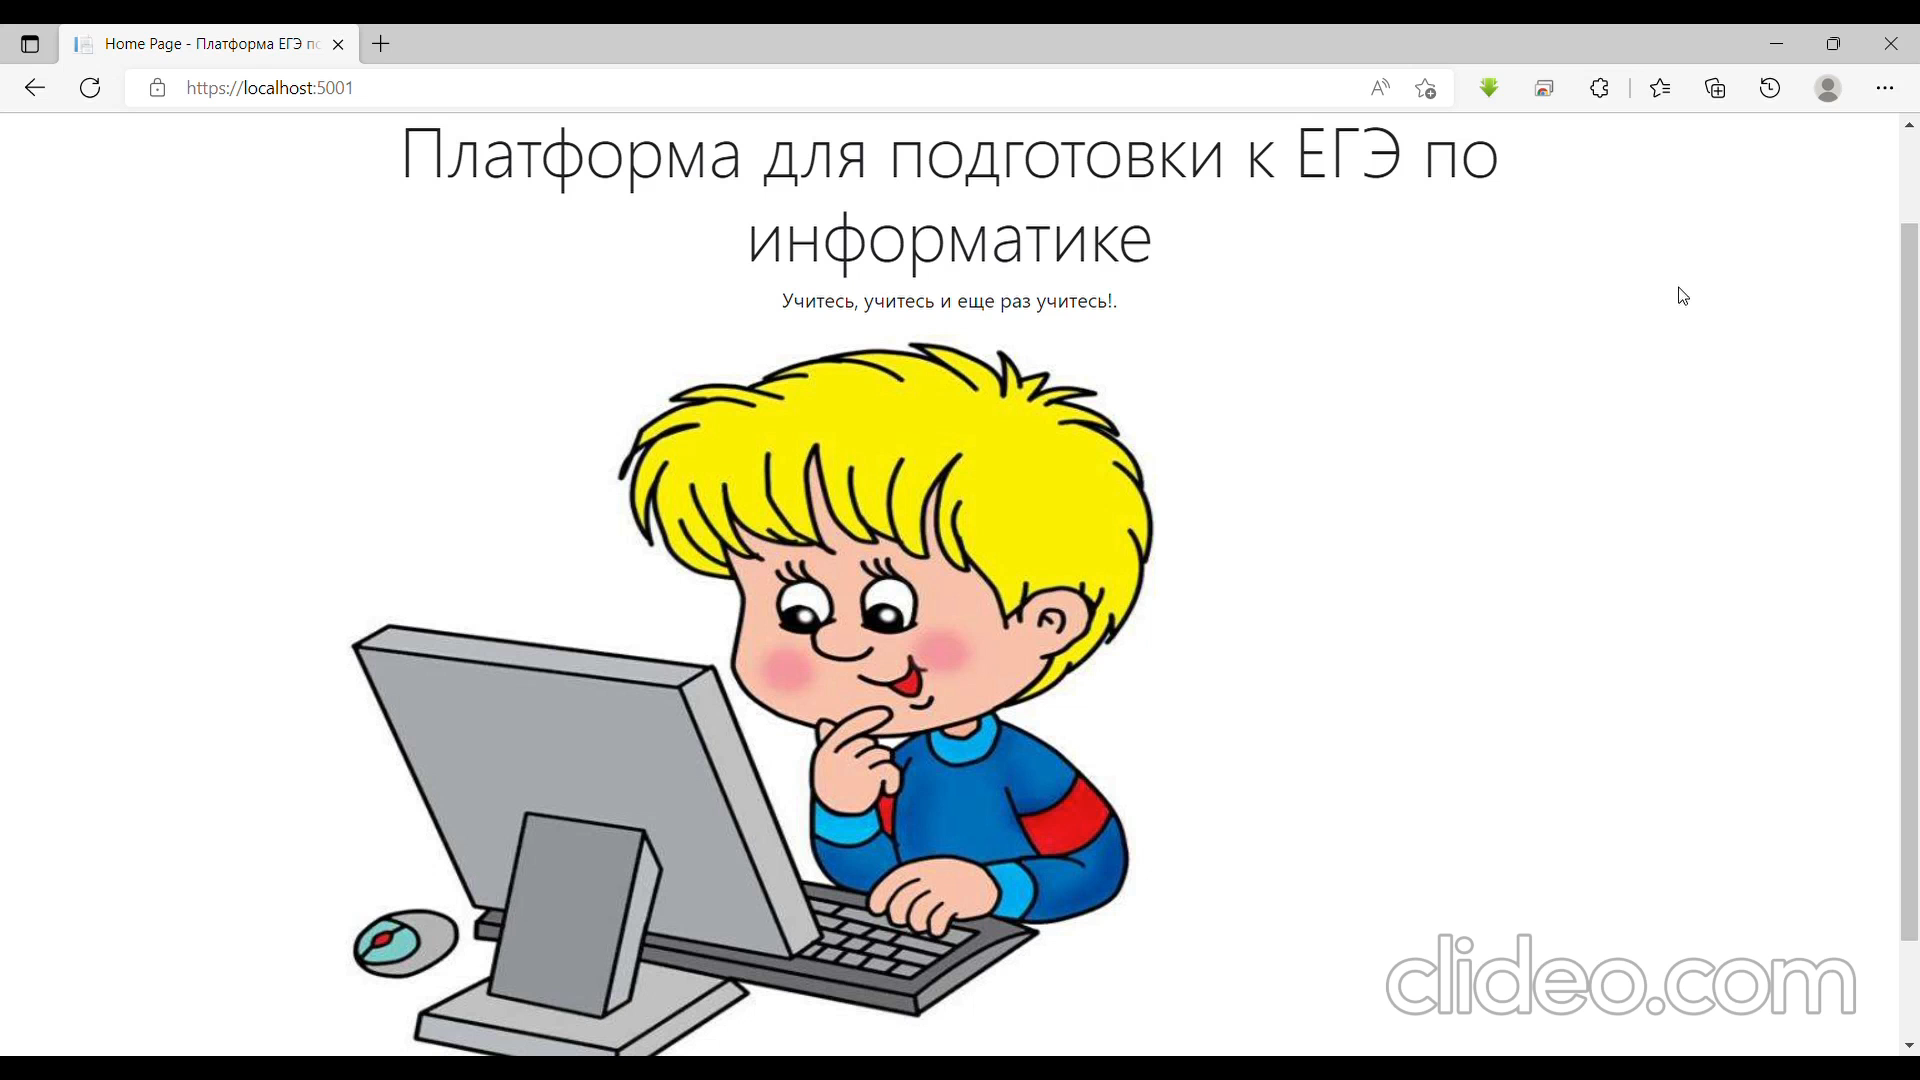 Home Page - Платформа ЕГЭ по
https://localhost:5001
Платформа для подготовки к ЕГЭ по
информатике
Учитесь, учитесь и еще раз учитесь!.
clideo.com